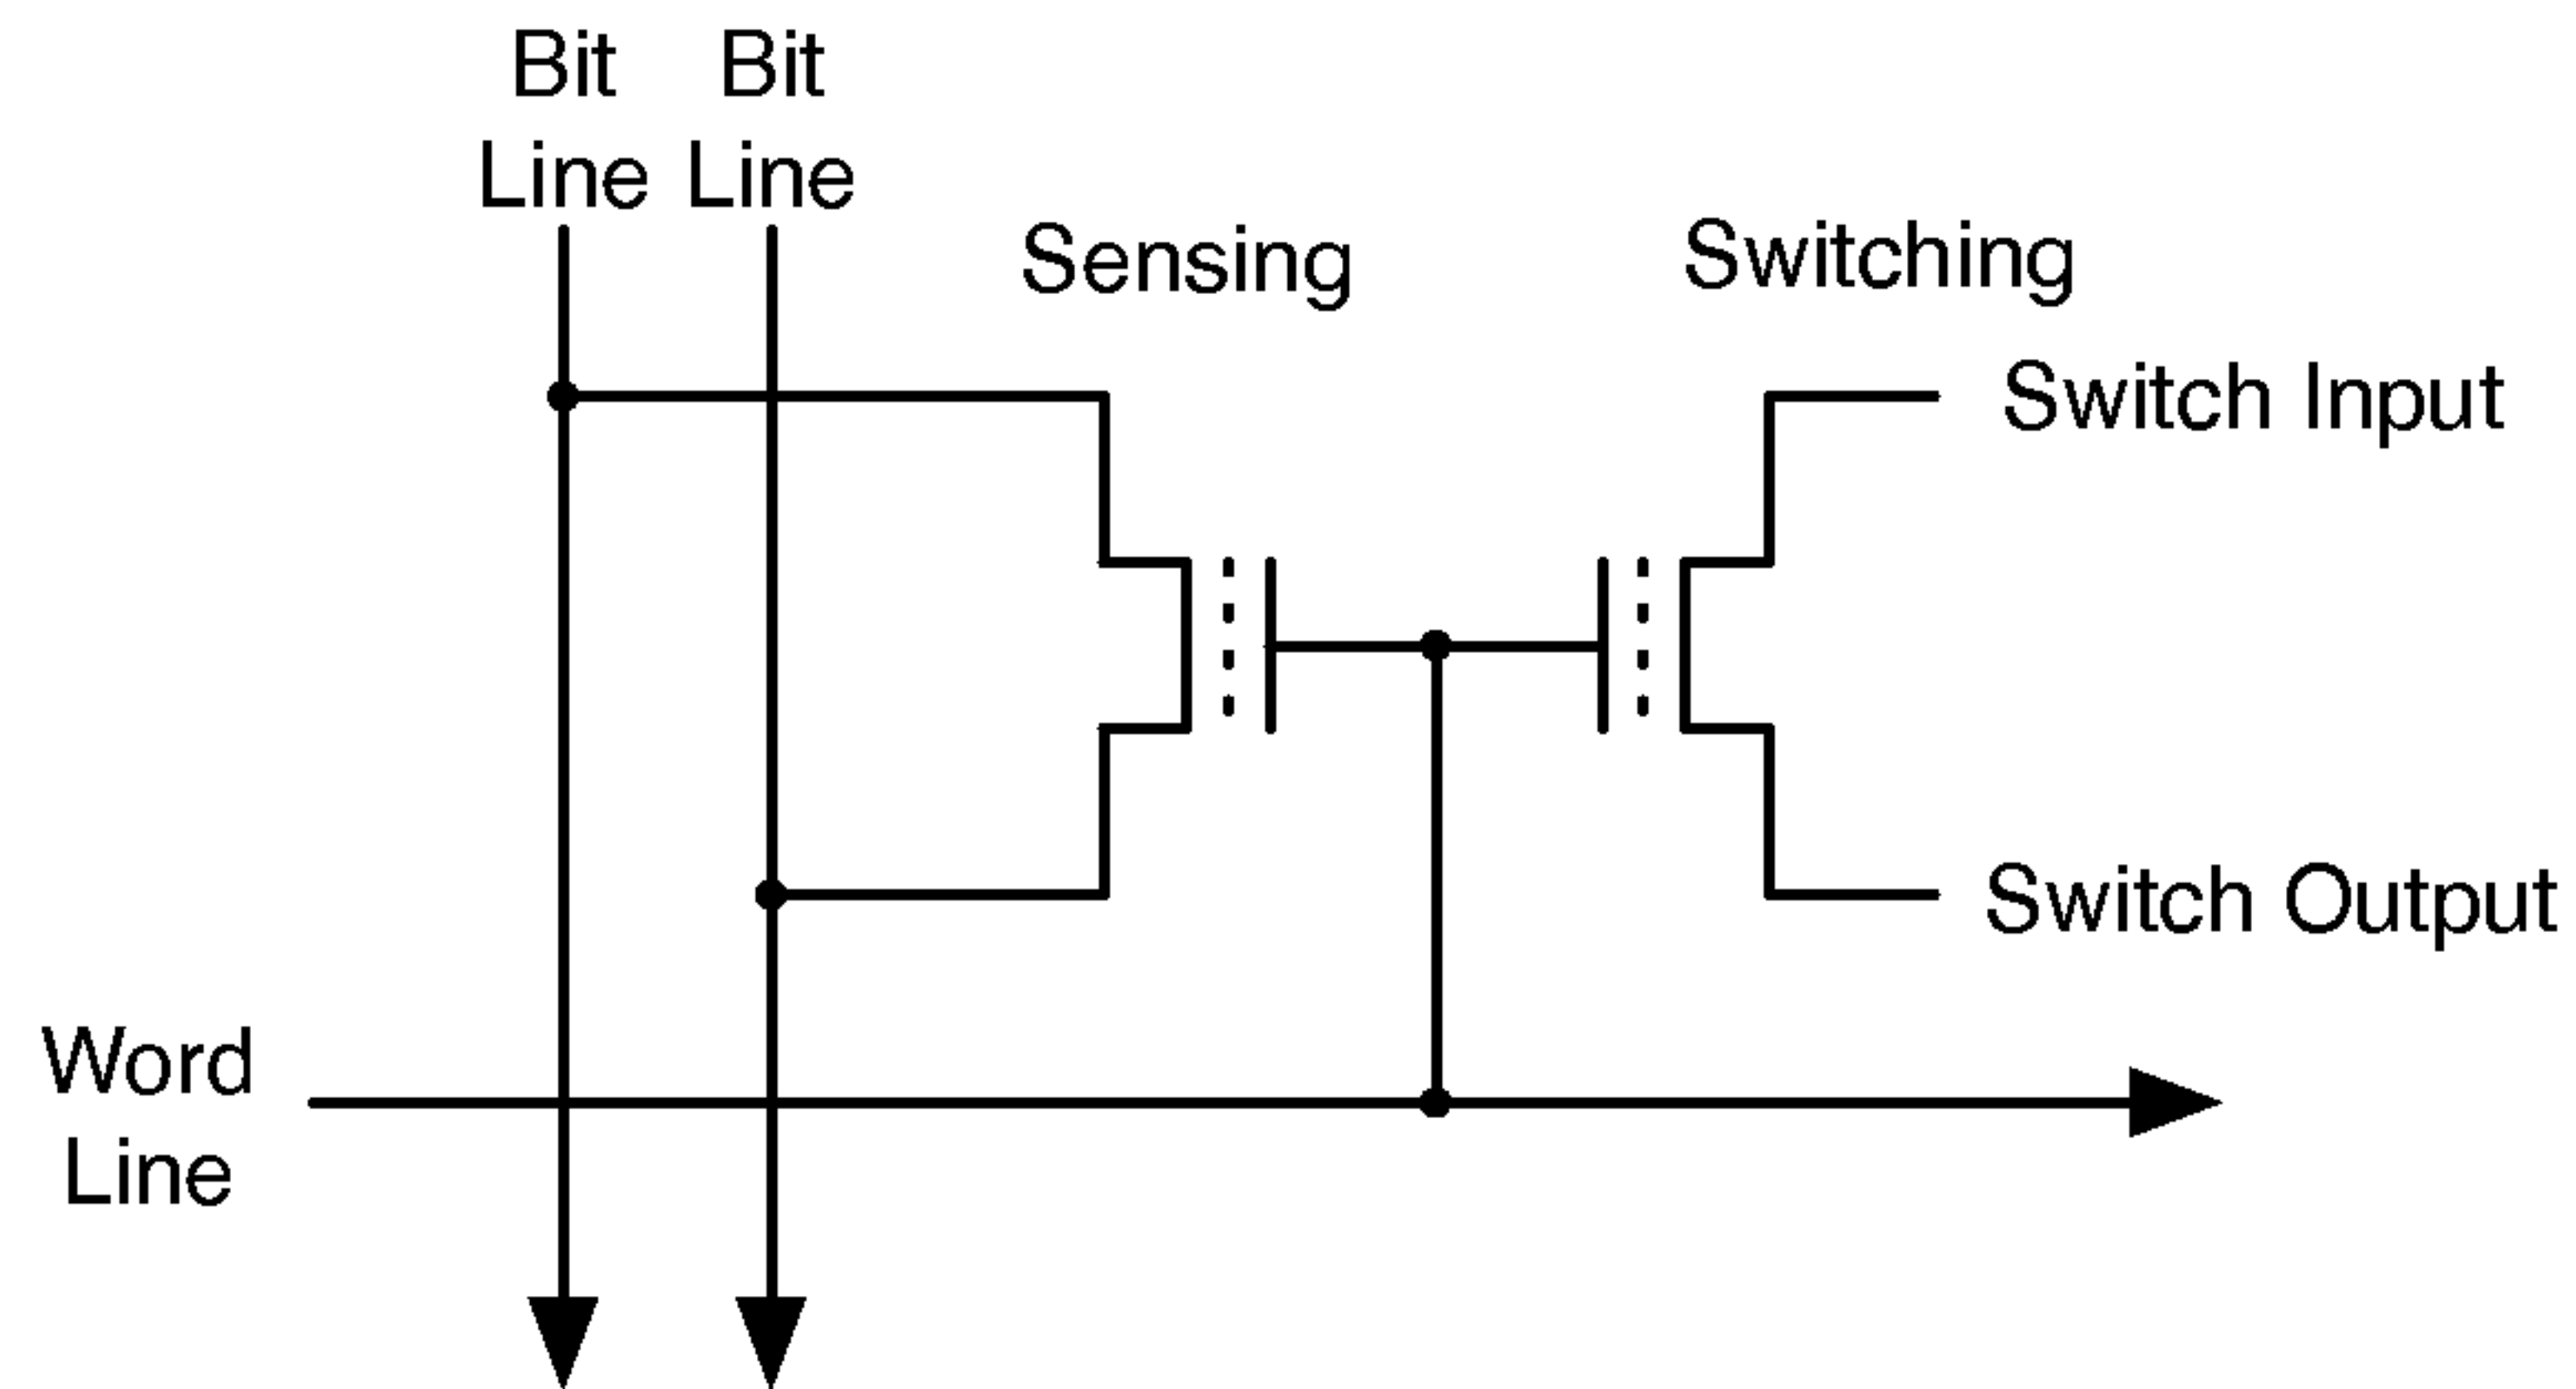 Bit
Line
Bit
Line
Sensing
Switching
Switch Input
Switch Output
Word
Line